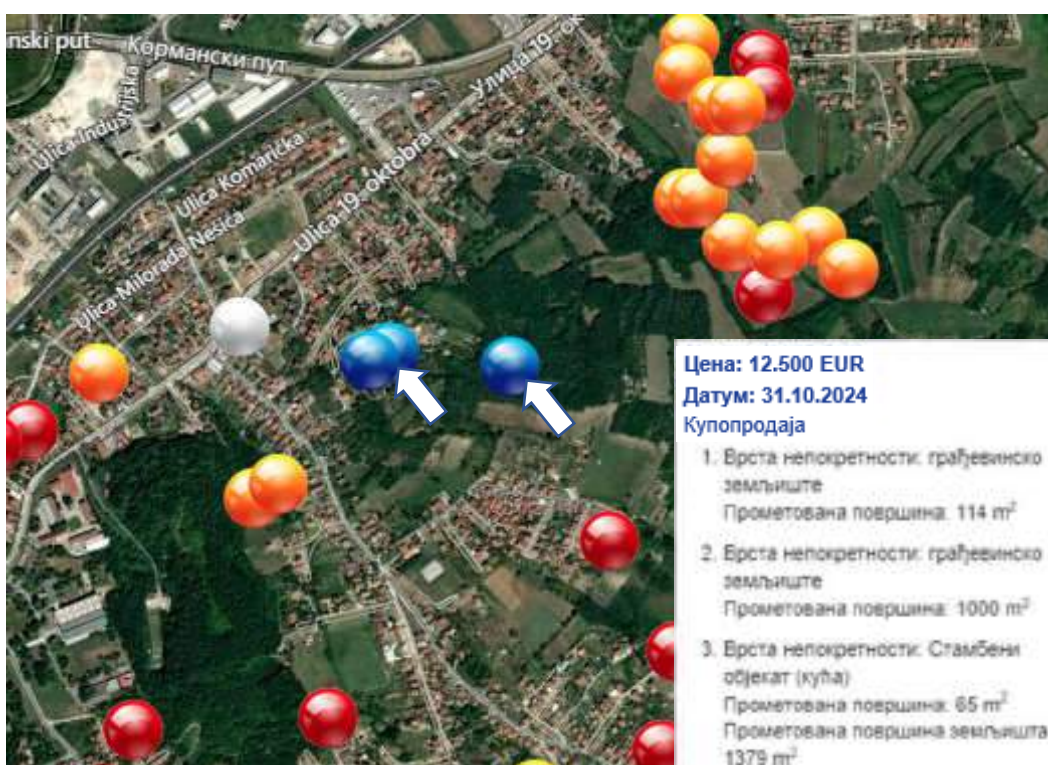 nski put
Кормански пут
Улица 19. ок
Ulica Industrijska
Ulica Komarička
Ulica 19. oktobra
Ulica Milorada Nešića
Цена: 12.500 EUR
Датум: 31.10.2024
Купопродаја
1. Врста непокретности: грађевинско
земљиште
Прометована површина: 114 m²
2. Врста непокретности: грађевинско
земљиште
Прометована површина: 1000 m²
3. Врста непокретности: Стамбени
објекат (кућа)
Прометована површина: 65 m²
Прометована површина земљишта
1379 m²